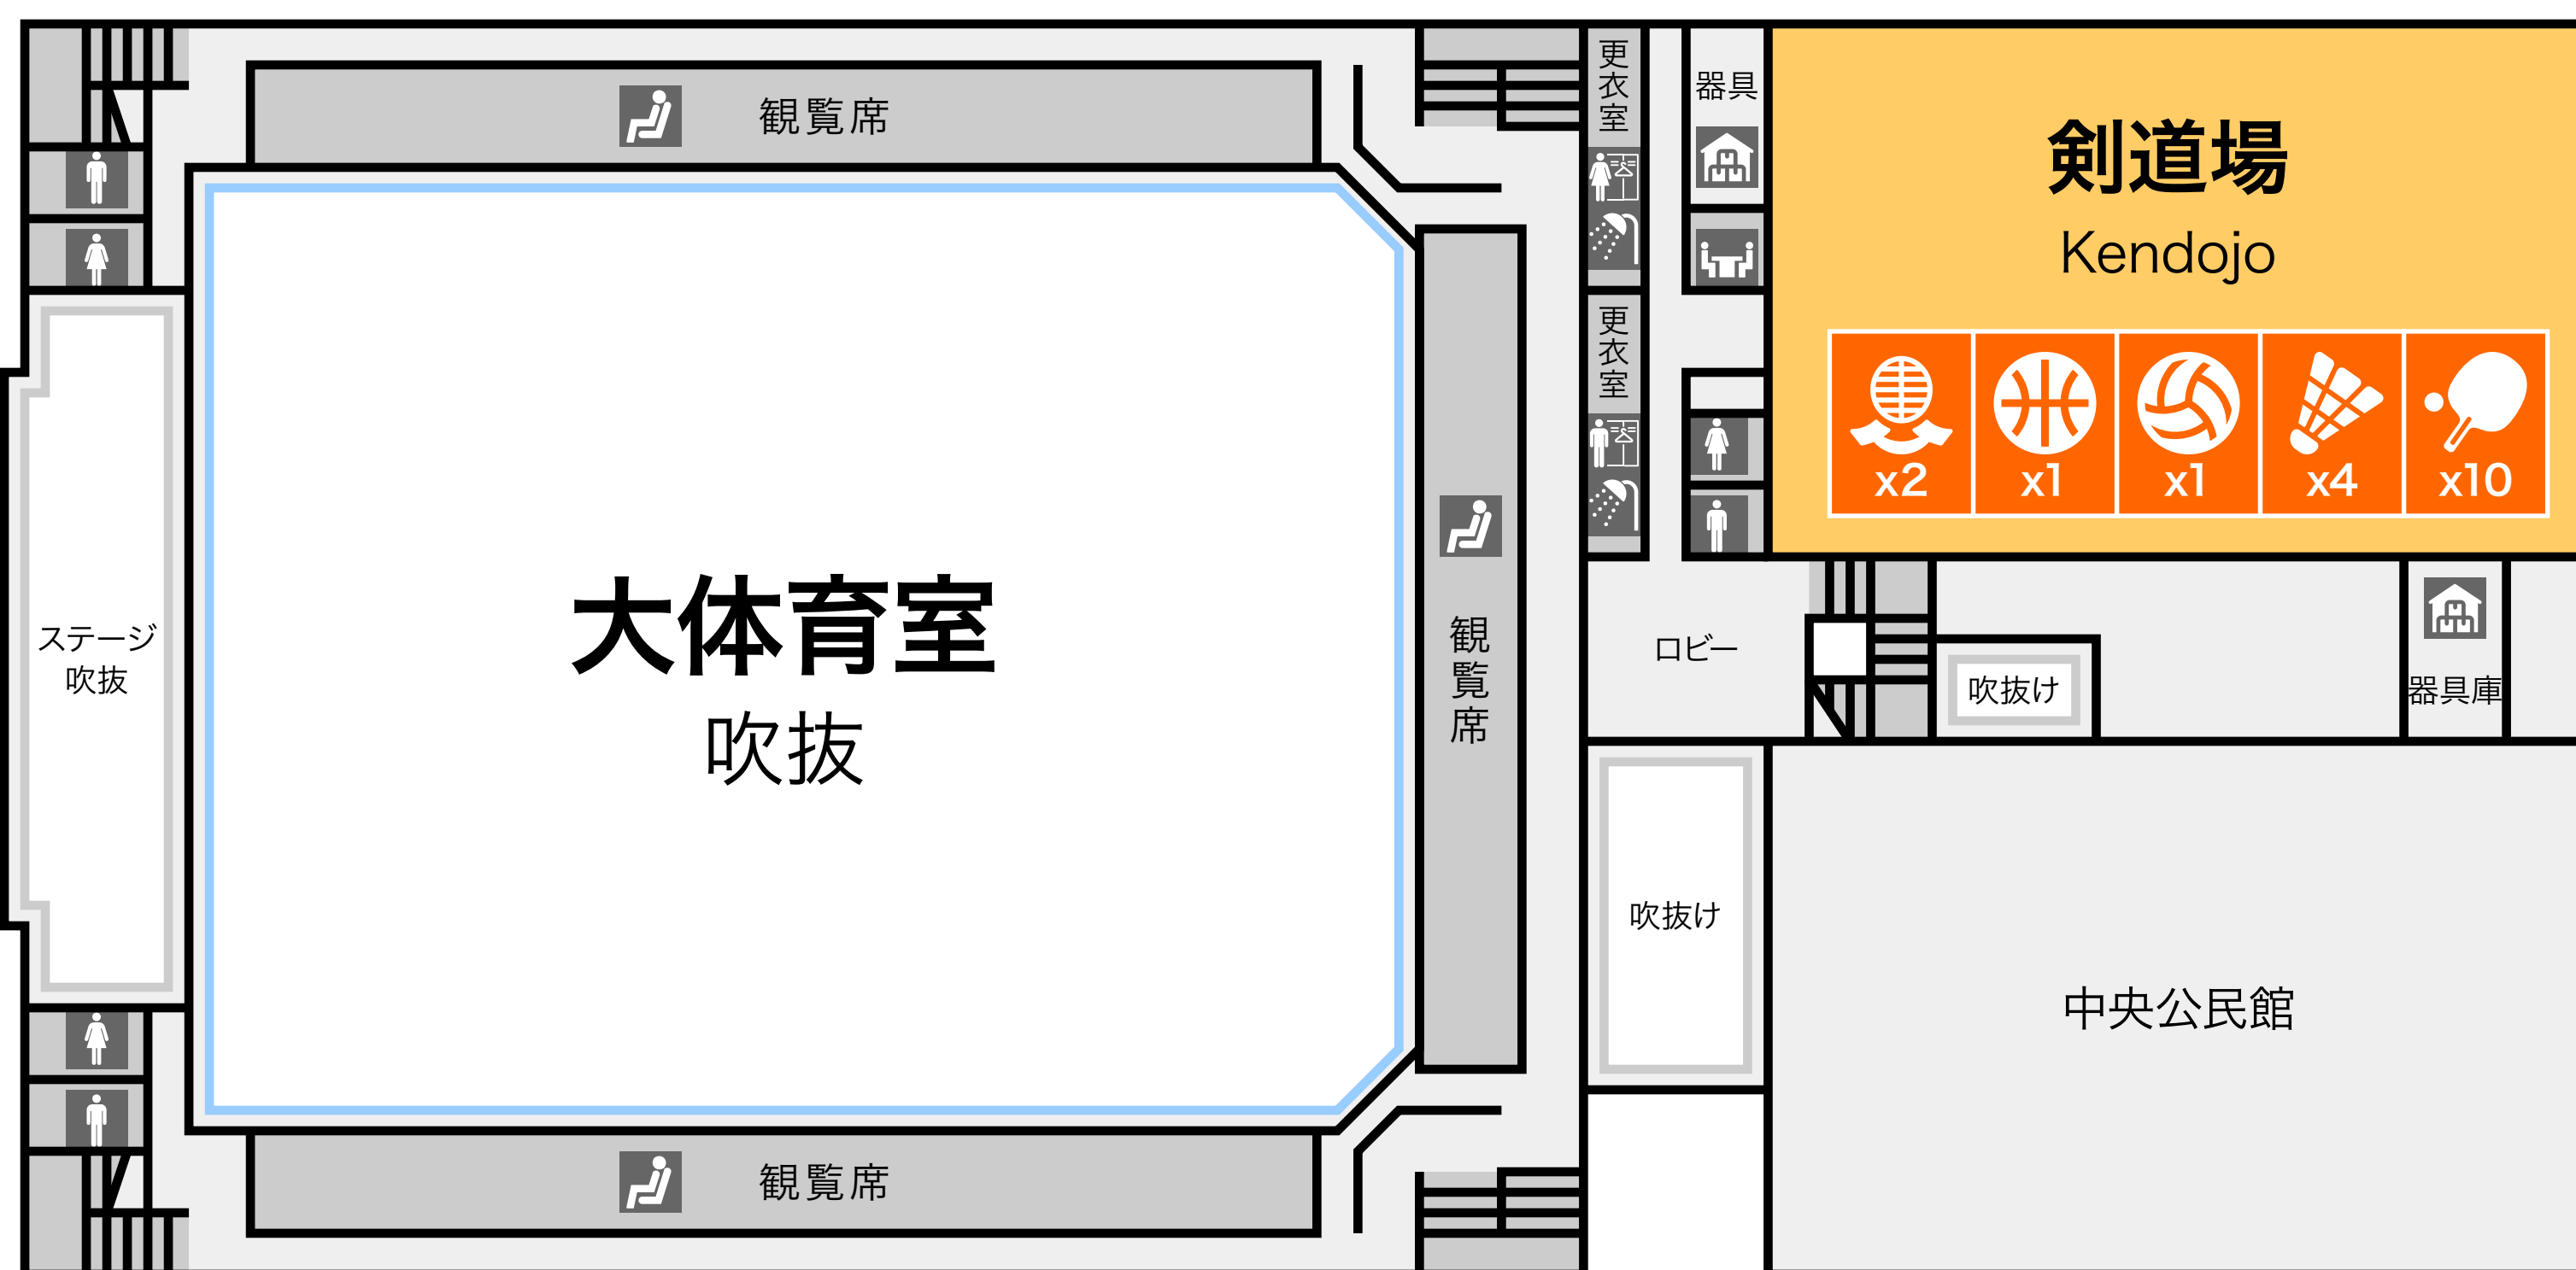 観覧席
更衣室
器具
剣道場
Kendojo
x2
x1
x1
x4
x10
更衣室
大体育室
吹抜
観覧席
ステージ
吹抜
ロビー
吹抜け
器具庫
吹抜け
中央公民館
観覧席